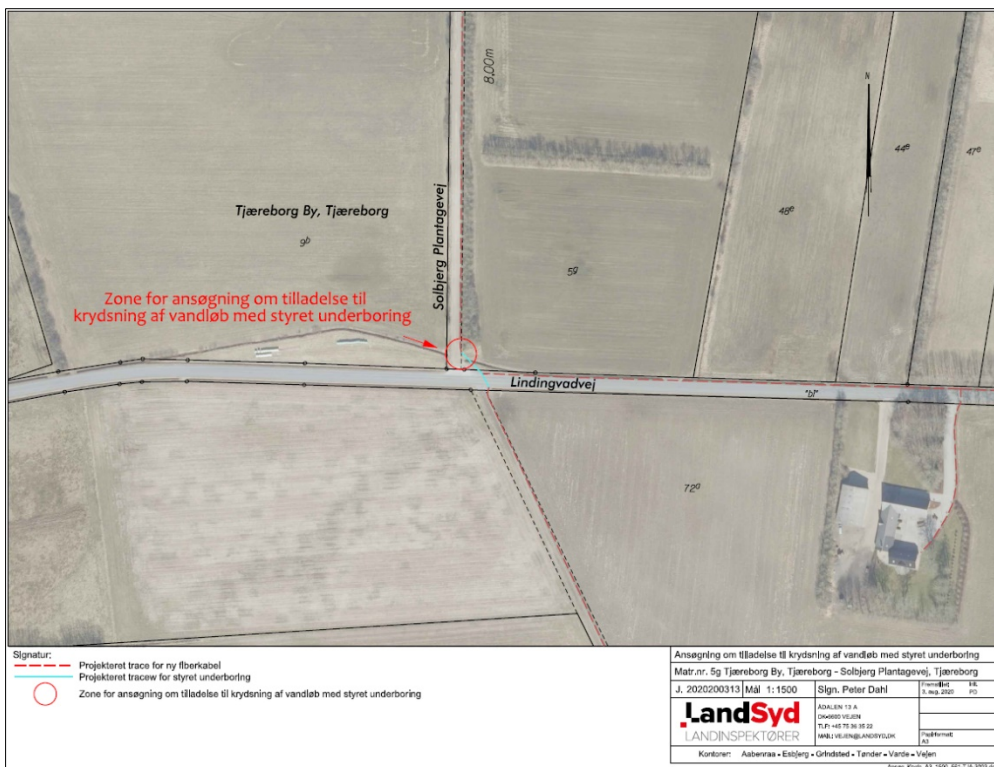 8,00m
N
44e
47e
48e
Tjæreborg By, Tjæreborg
9b
Solbjerg Plantagevej
5g
Zone for ansøgning om tilladelse til
krydsning af vandløb med styret underboring
Lindingvadvej
"bl"
72a
Signatur:
Projekteret trace for ny fiberkabel
Projekteret tracew for styret underboring
Zone for ansøgning om tilladelse til krydsning af vandløb med styret underboring
Ansøgning om tilladelse til krydsning af vandløb med styret underboring
Matr.nr. 5g Tjæreborg By, Tjæreborg - Solbjerg Plantagevej, Tjæreborg
J. 2020200313 Mål 1:1500 Sign. Peter Dahl
aug. 2020
PD
LandSyd
LANDINSPEKTØRER
ÅDALEN 13 A
DK-6600 VEJEN
TLF: +45 75 36 35 22
MAIL: VEJEN@LANDSYD.DK
Papirformat:
A3
Kontorer: Aabenraa - Esbjerg - Grindsted - Tønder - Varde - Vejen